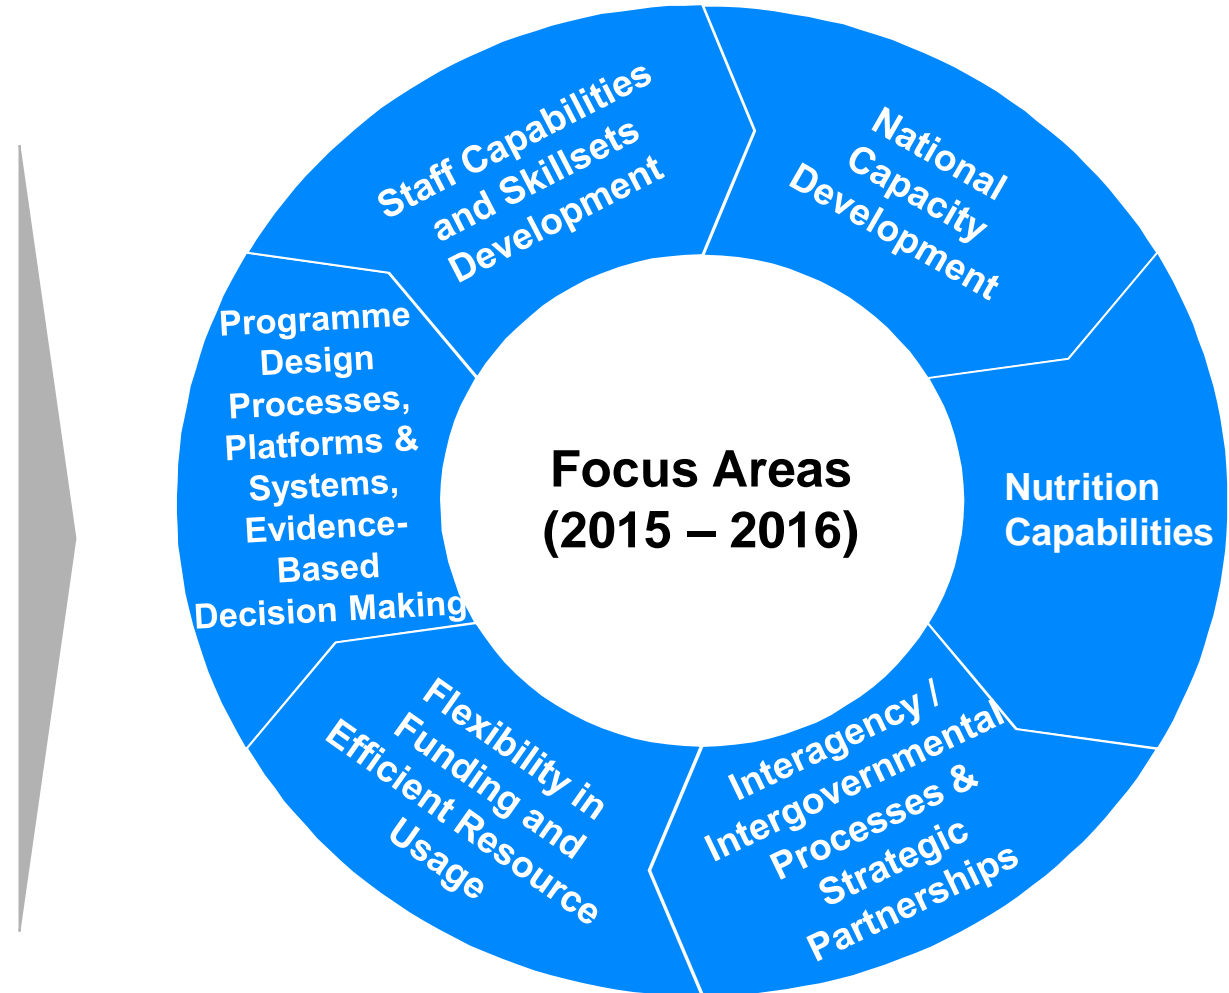 Staff Capabilities
and Skillsets
Development
National
Capacity
Development
Programme
Design
Processes,
Platforms &
Systems,
Evidence-
Based
Decision Making
Focus Areas
(2015 – 2016)
Nutrition
Capabilities
Flexibility in
Funding and
Efficient Resource
Usage
Interagency /
Intergovernmental
Processes &
Strategic
Partnerships